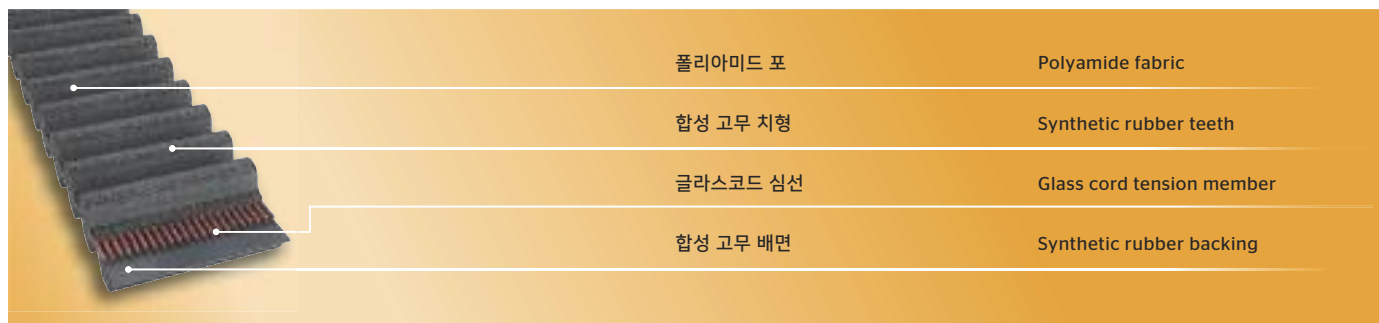 폴리아미드 포 Polyamide fabric
합성 고무 치형 Synthetic rubber teeth
글라스코드 심선 Glass cord tension member
합성 고무 배면 Synthetic rubber backing